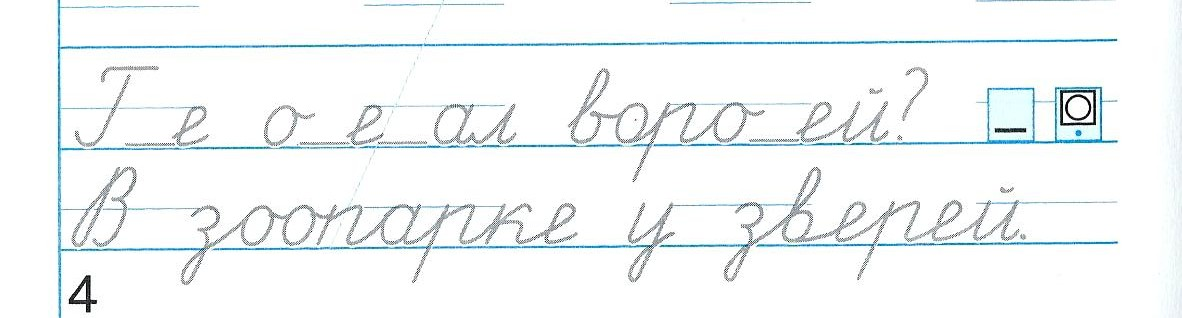 Г_е о_е_ал воро_ей?
В зоопарке у зверей.
4